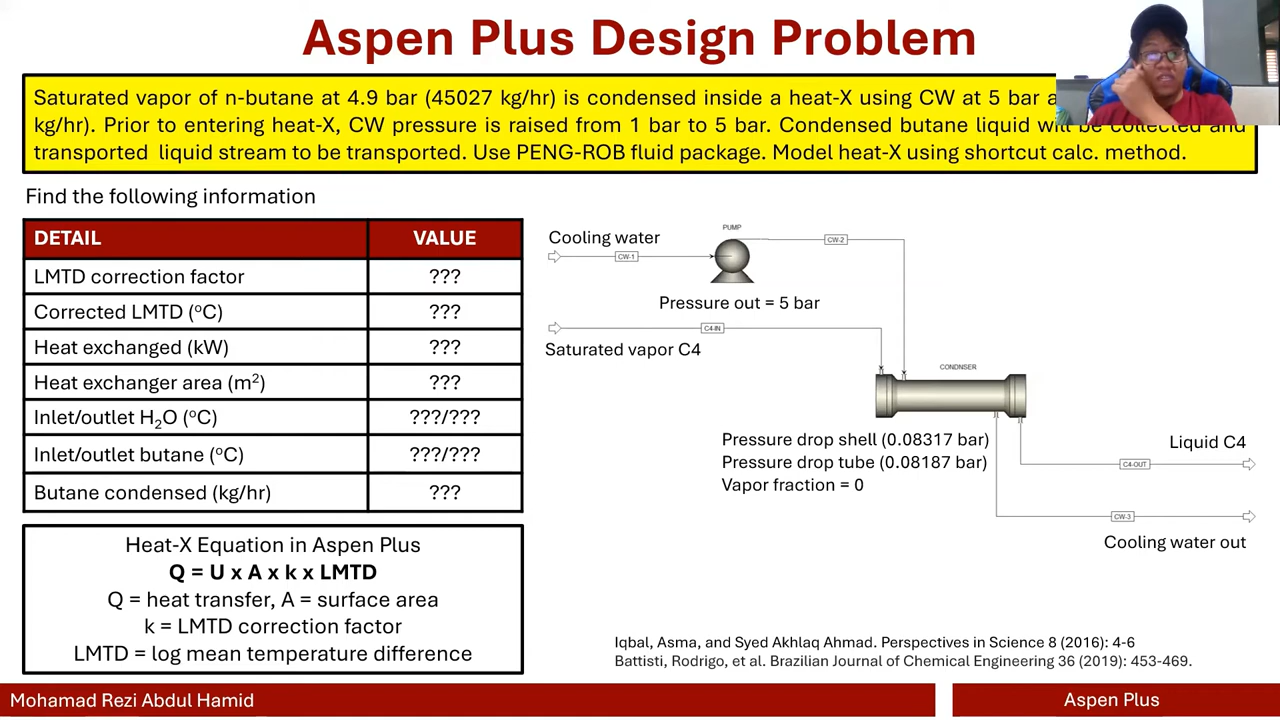 Aspen Plus Design Problem
Saturated vapor of n-butane at 4.9 bar (45027 kg/hr) is condensed inside a heat-X using CW at 5 bar
kg/hr). Prior to entering heat-X, CW pressure is raised from 1 bar to 5 bar. Condensed butane liquid will be collected and
transported liquid stream to be transported. Use PENG-ROB fluid package. Model heat-X using shortcut calc. method.
Find the following information
DETAIL VALUE
LMTD correction factor ???
Corrected LMTD (°C) ???
Heat exchanged (kW) ???
Heat exchanger area (m²) ???
Inlet/outlet H₂O (°C) ???/???
Inlet/outlet butane (°C) ???/???
Butane condensed (kg/hr) ???
Heat-X Equation in Aspen Plus
Q = U x A x k x LMTD
Q = heat transfer, A = surface area
k = LMTD correction factor
LMTD = log mean temperature difference
PUMP
Cooling water
CW-1
CW-2
Pressure out = 5 bar
C4-IN
Saturated vapor C4
CONDNSER
Pressure drop shell (0.08317 bar)
Pressure drop tube (0.08187 bar)
Vapor fraction = 0
Liquid C4
C4-OUT
CW-3
Cooling water out
Iqbal, Asma, and Syed Akhlaq Ahmad. Perspectives in Science 8 (2016): 4-6
Battisti, Rodrigo, et al. Brazilian Journal of Chemical Engineering 36 (2019): 453-469.
Mohamad Rezi Abdul Hamid
Aspen Plus